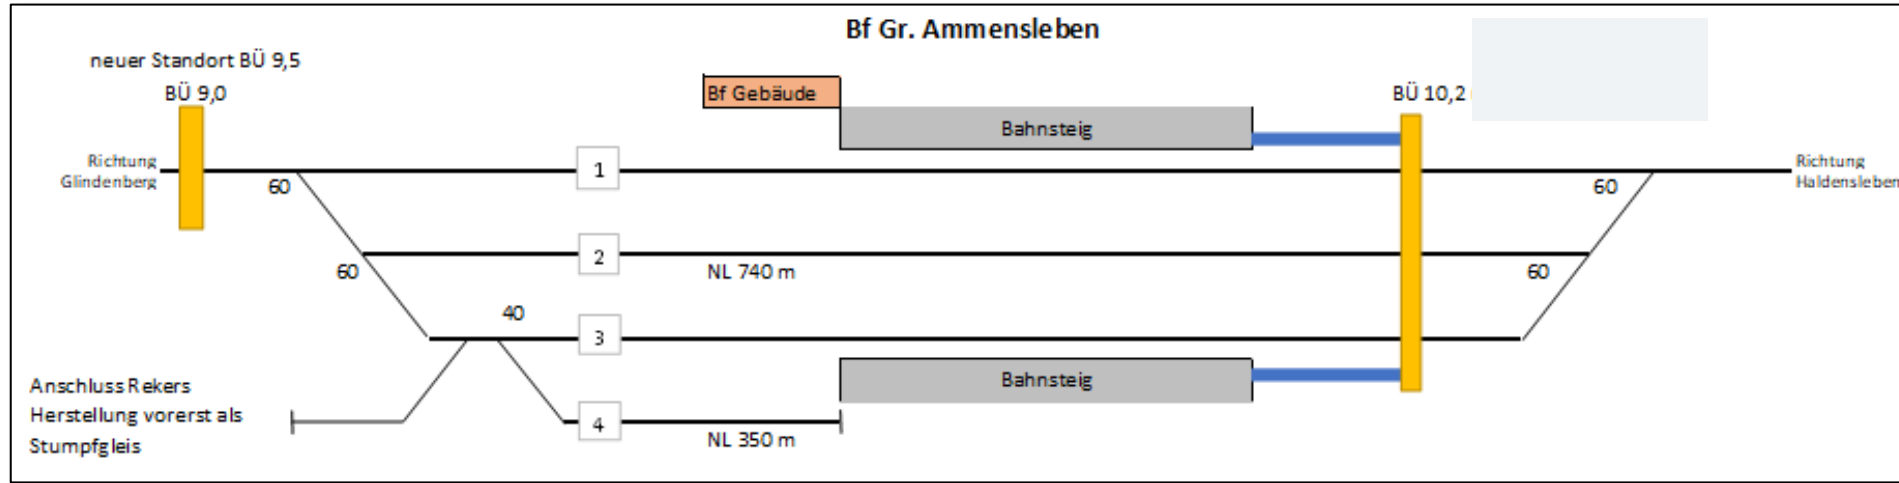 Bf Gr. Ammensleben
neuer Standort BÜ 9,5
BÜ 9,0
Bf Gebäude
BÜ 10,2
Bahnsteig
Richtung
Glindenberg
1
Richtung
Haldensleben
60
60
2
60
NL 740 m
60
40
3
Bahnsteig
Anschluss Rekers
Herstellung vorerst als
Stumpfgleis
4
NL 350 m